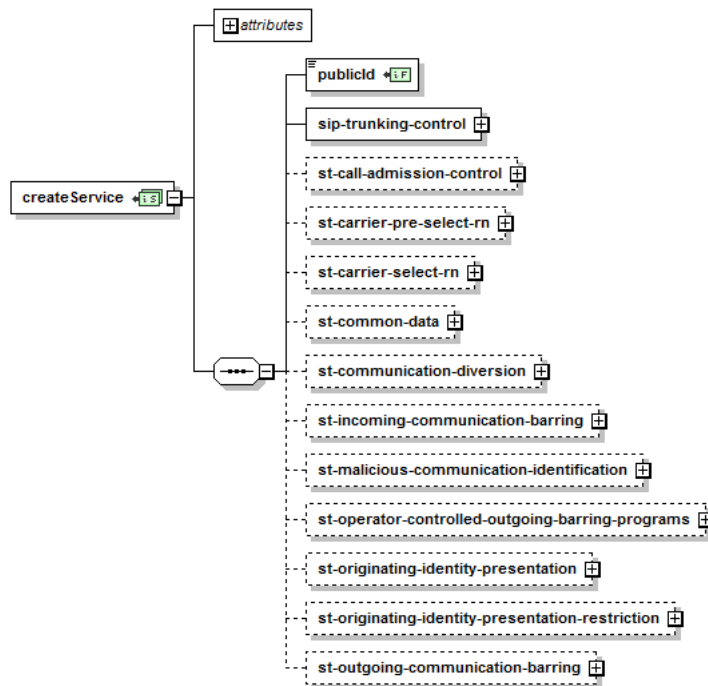 attributes
publicId iF
sip-trunking-control
st-call-admission-control
createService iS
st-carrier-pre-select-rn
st-carrier-select-rn
st-common-data
st-communication-diversion
st-incoming-communication-barring
st-malicious-communication-identification
st-operator-controlled-outgoing-barring-programs
st-originating-identity-presentation
st-originating-identity-presentation-restriction
st-outgoing-communication-barring